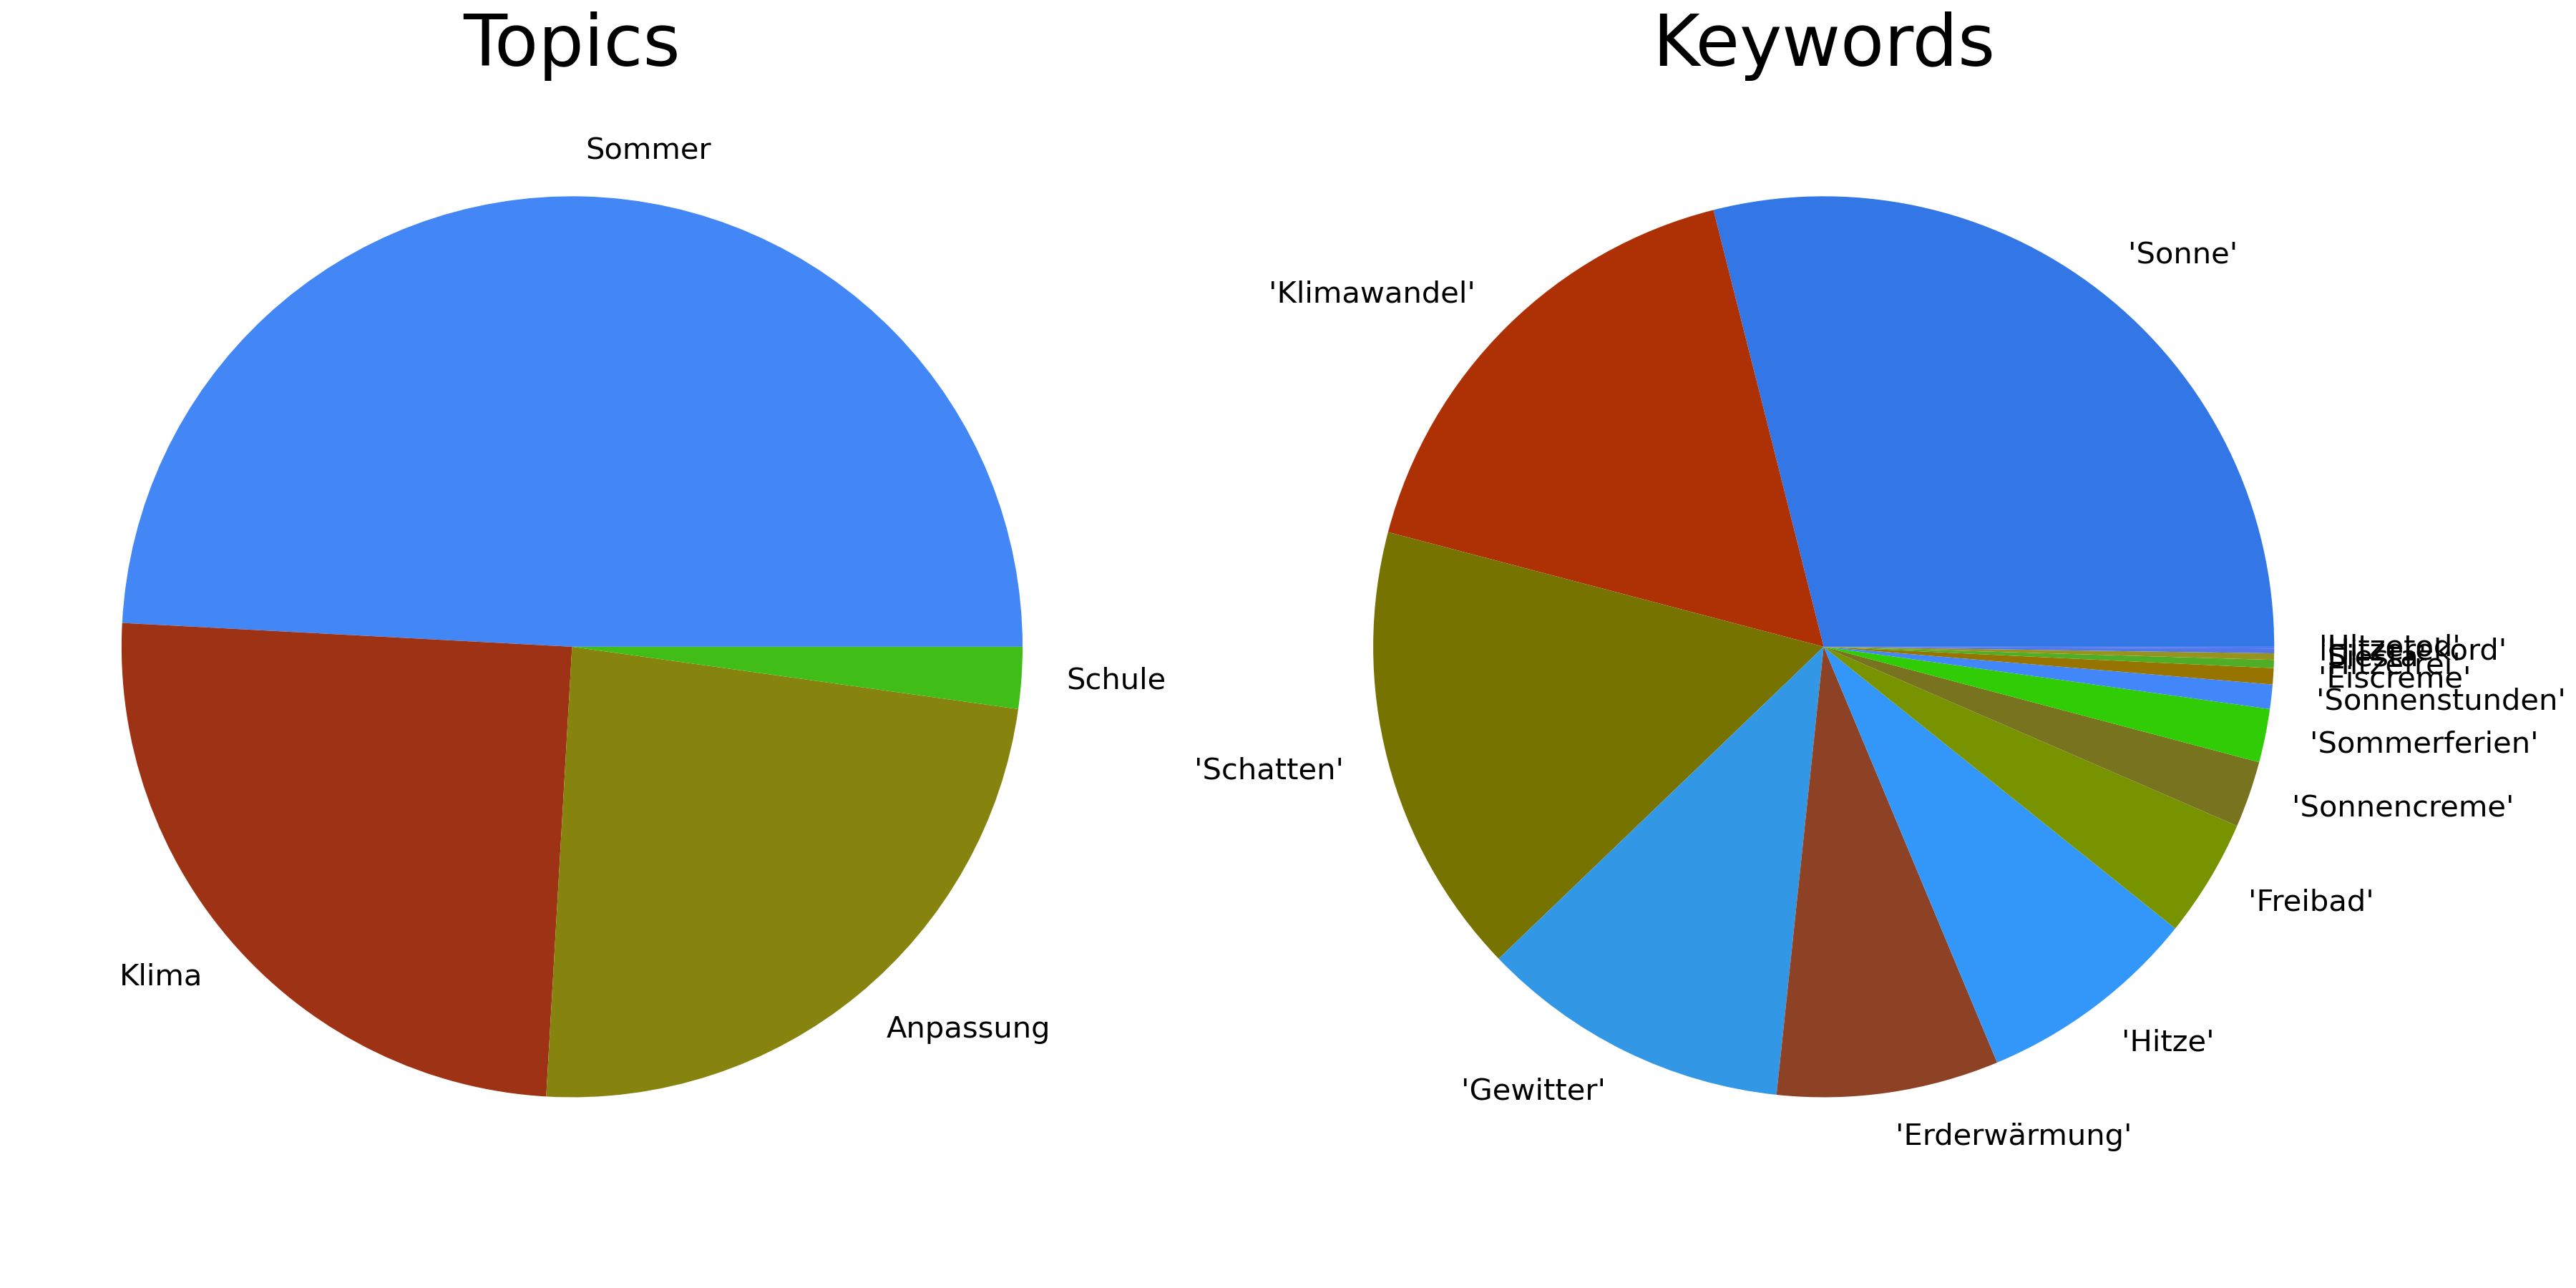 Topics
Sommer
Klima
Anpassung
Schule
Keywords
'Sonne'
'Klimawandel'
'Schatten'
'Gewitter'
'Erderwärmung'
'Hitze'
'Freibad'
'Sonnencreme'
'Sommerferien'
'Sonnenstunden'
'Eiscreme'